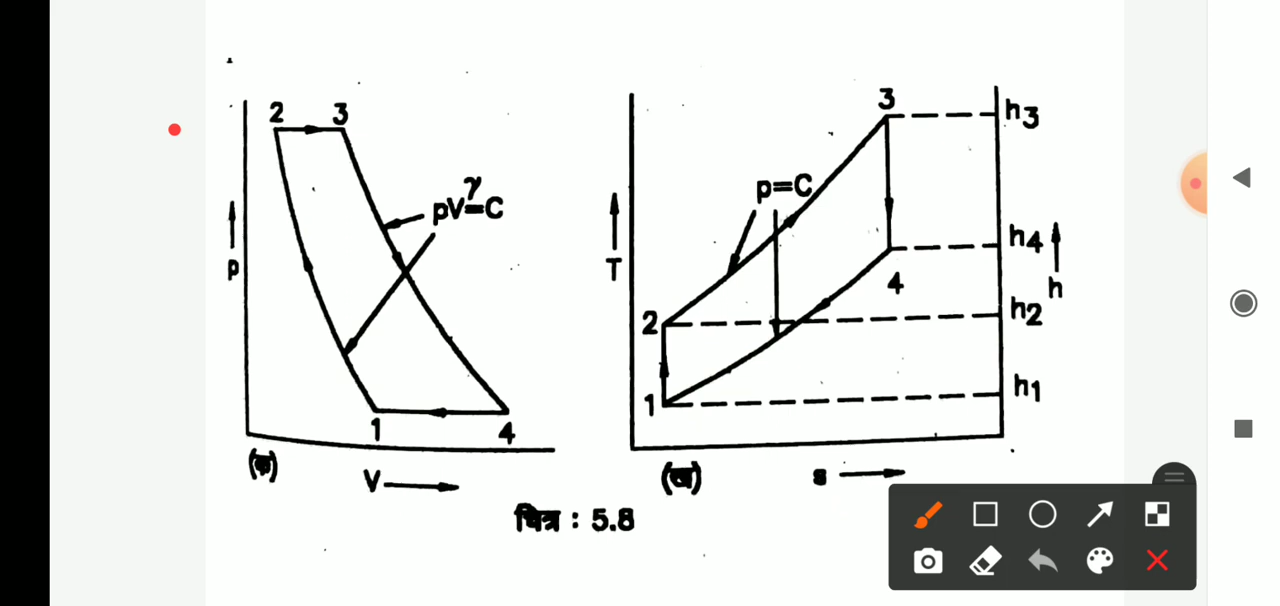 2 3
pV^γ=C
p
1 4
(क) V
3 h3
p=C
T
h4
4 h
2 h2
1 h1
(ख) s
चित्र : 5.8